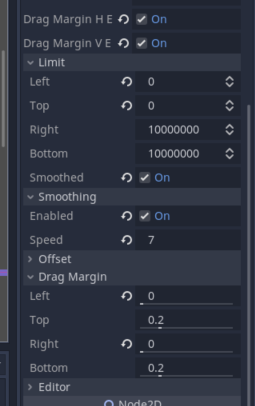 Drag Margin H E On
Drag Margin V E On
Limit
Left 0
Top 0
Right 10000000
Bottom 10000000
Smoothed On
Smoothing
Enabled On
Speed 7
Offset
Drag Margin
Left 0
Top 0.2
Right 0
Bottom 0.2
Editor
Node2D